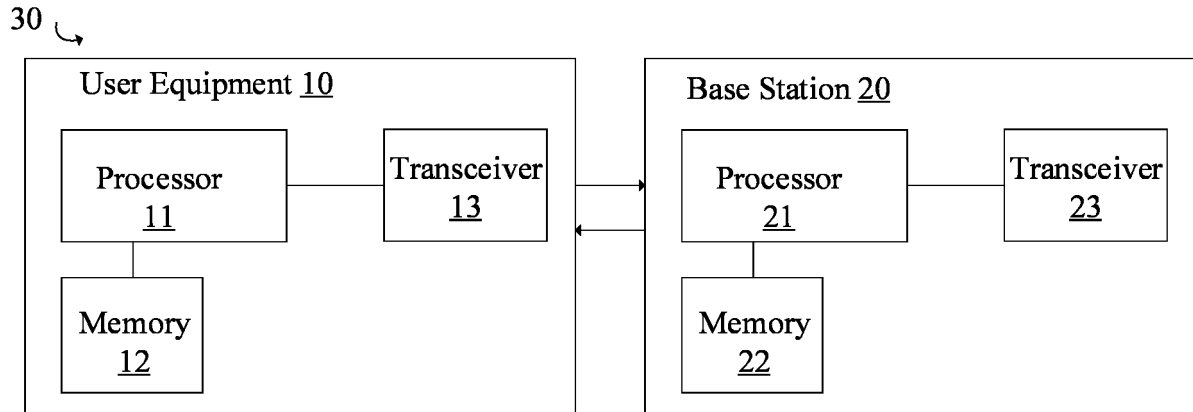 30
User Equipment 10
Processor
11
Transceiver
13
Memory
12
Base Station 20
Processor
21
Transceiver
23
Memory
22